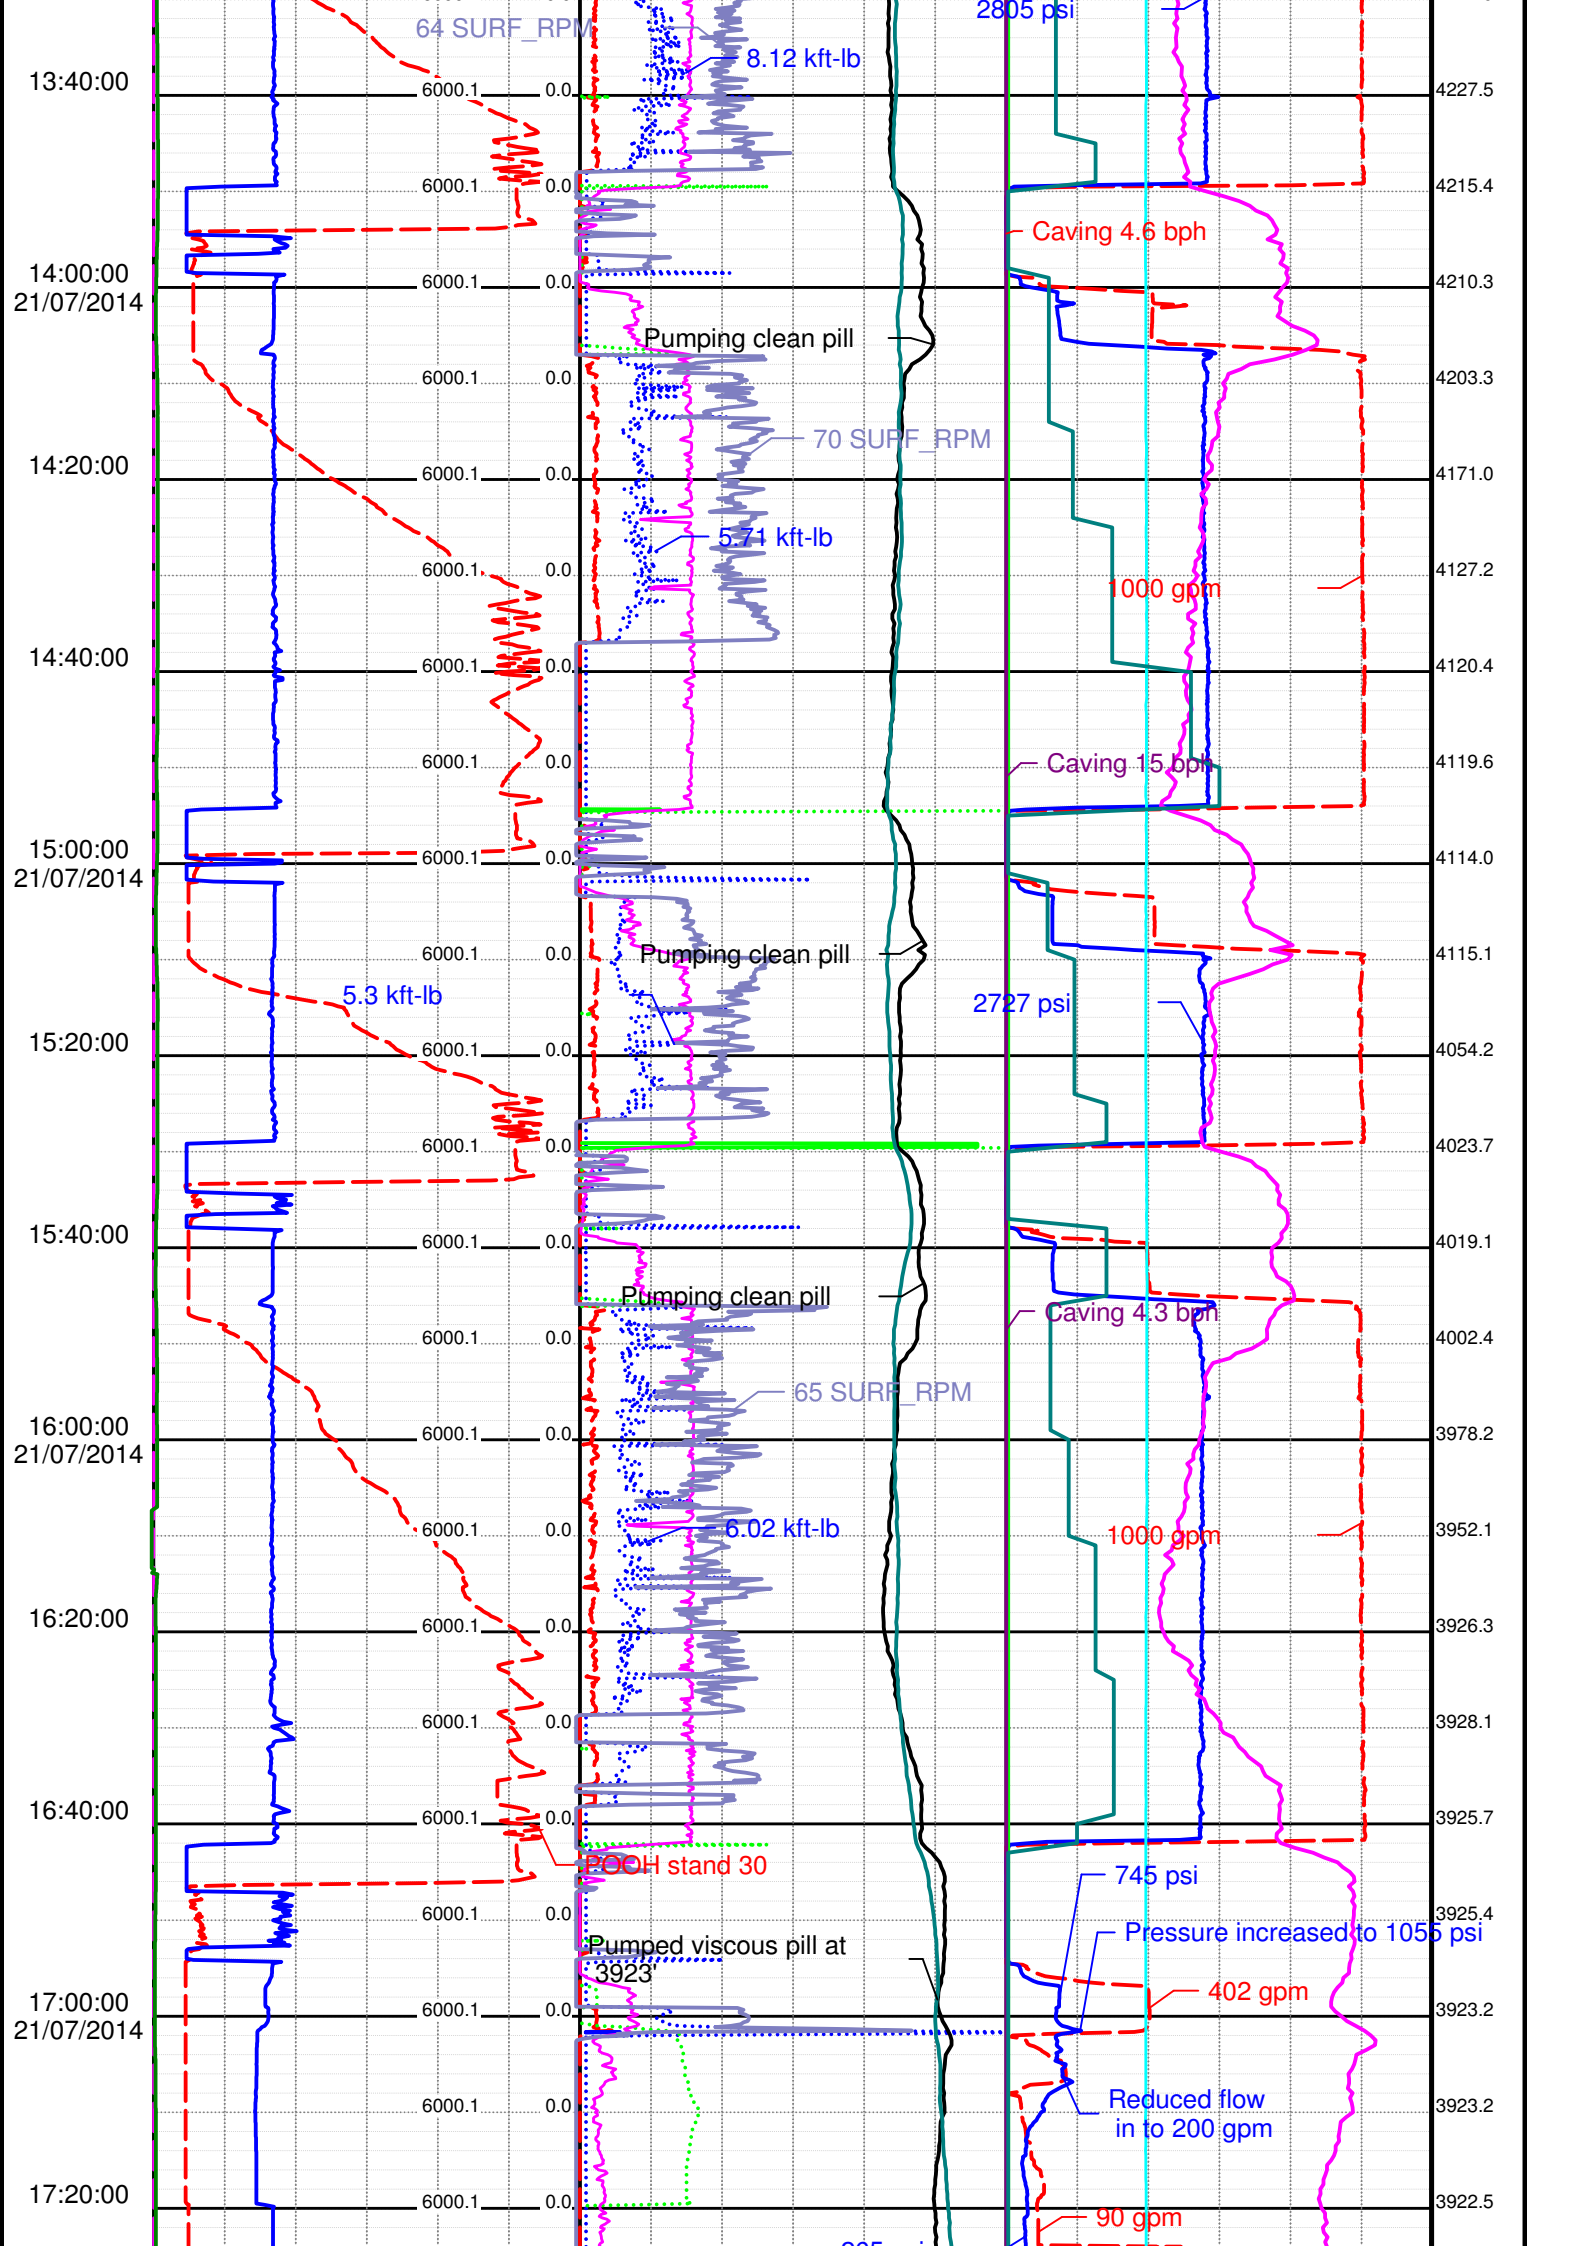 2805 psi
64 SURF_RPM
8.12 kft-lb
13:40:00
6000.1 0.0 4227.5
6000.1 0.0 4215.4
Caving 4.6 bph
14:00:00
21/07/2014
6000.1 0.0 4210.3
Pumping clean pill
6000.1 0.0 4203.3
70 SURF_RPM
14:20:00
6000.1 0.0 4171.0
5.71 kft-lb
6000.1 0.0 4127.2
1000 gpm
14:40:00
6000.1 0.0 4120.4
6000.1 0.0 4119.6
Caving 15 bph
15:00:00
21/07/2014
6000.1 0.0 4114.0
Pumping clean pill
6000.1 0.0 4115.1
5.3 kft-lb
2727 psi
15:20:00
6000.1 0.0 4054.2
6000.1 0.0 4023.7
15:40:00
6000.1 0.0 4019.1
Pumping clean pill
Caving 4.3 bph
6000.1 0.0 4002.4
65 SURF_RPM
16:00:00
21/07/2014
6000.1 0.0 3978.2
6.02 kft-lb
6000.1 0.0 3952.1
1000 gpm
16:20:00
6000.1 0.0 3926.3
6000.1 0.0 3928.1
16:40:00
6000.1 0.0 3925.7
POOH stand 30
745 psi
6000.1 0.0 3925.4
Pressure increased to 1055 psi
Pumped viscous pill at
3923'
402 gpm
17:00:00
21/07/2014
6000.1 0.0 3923.2
Reduced flow
in to 200 gpm
6000.1 0.0 3923.2
17:20:00
6000.1 0.0 3922.5
90 gpm